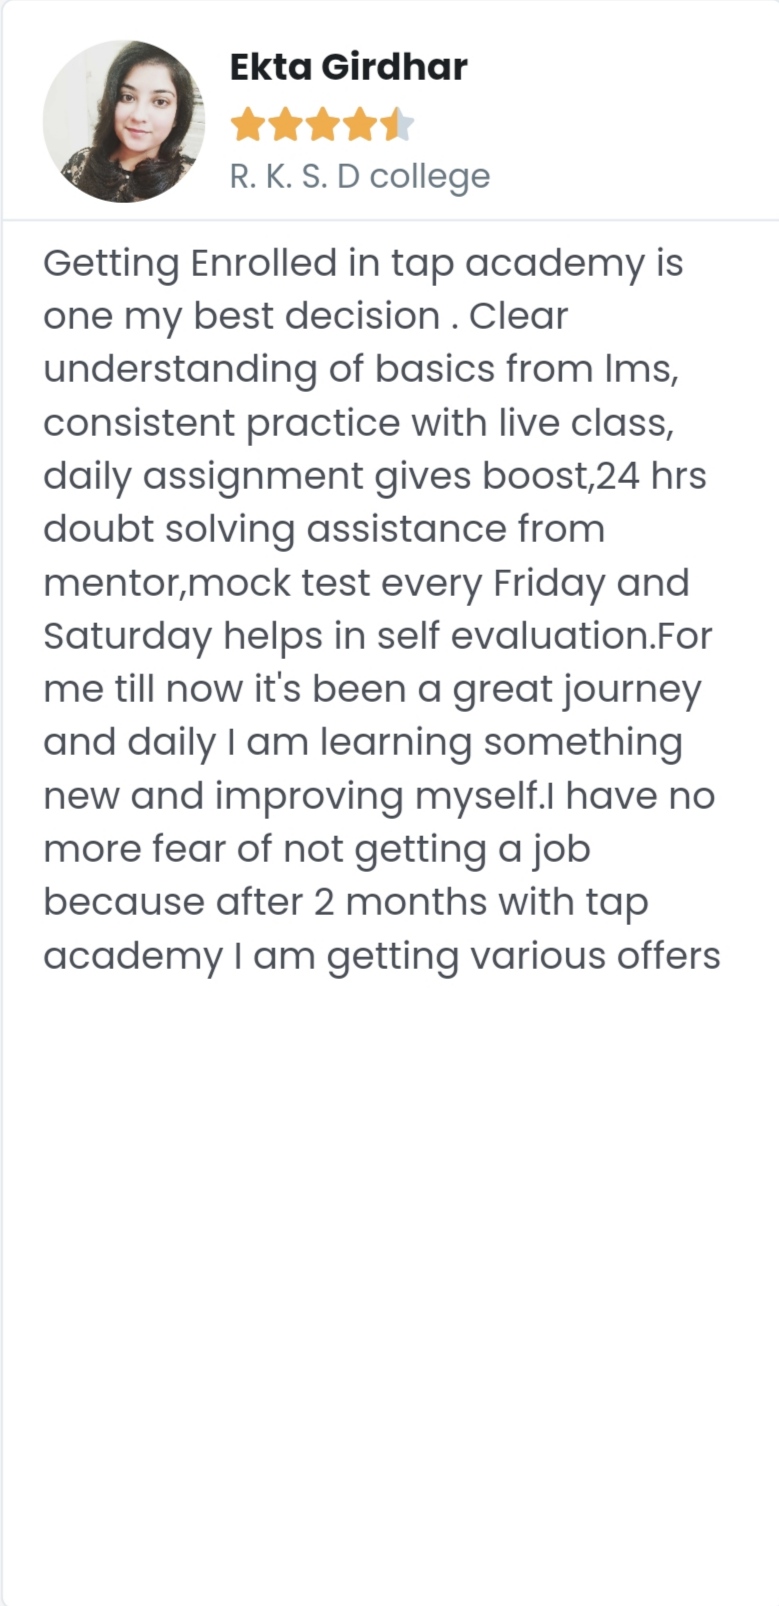 Ekta Girdhar
R. K. S. D college
Getting Enrolled in tap academy is
one my best decision . Clear
understanding of basics from lms,
consistent practice with live class,
daily assignment gives boost,24 hrs
doubt solving assistance from
mentor,mock test every Friday and
Saturday helps in self evaluation.For
me till now it's been a great journey
and daily I am learning something
new and improving myself.I have no
more fear of not getting a job
because after 2 months with tap
academy I am getting various offers